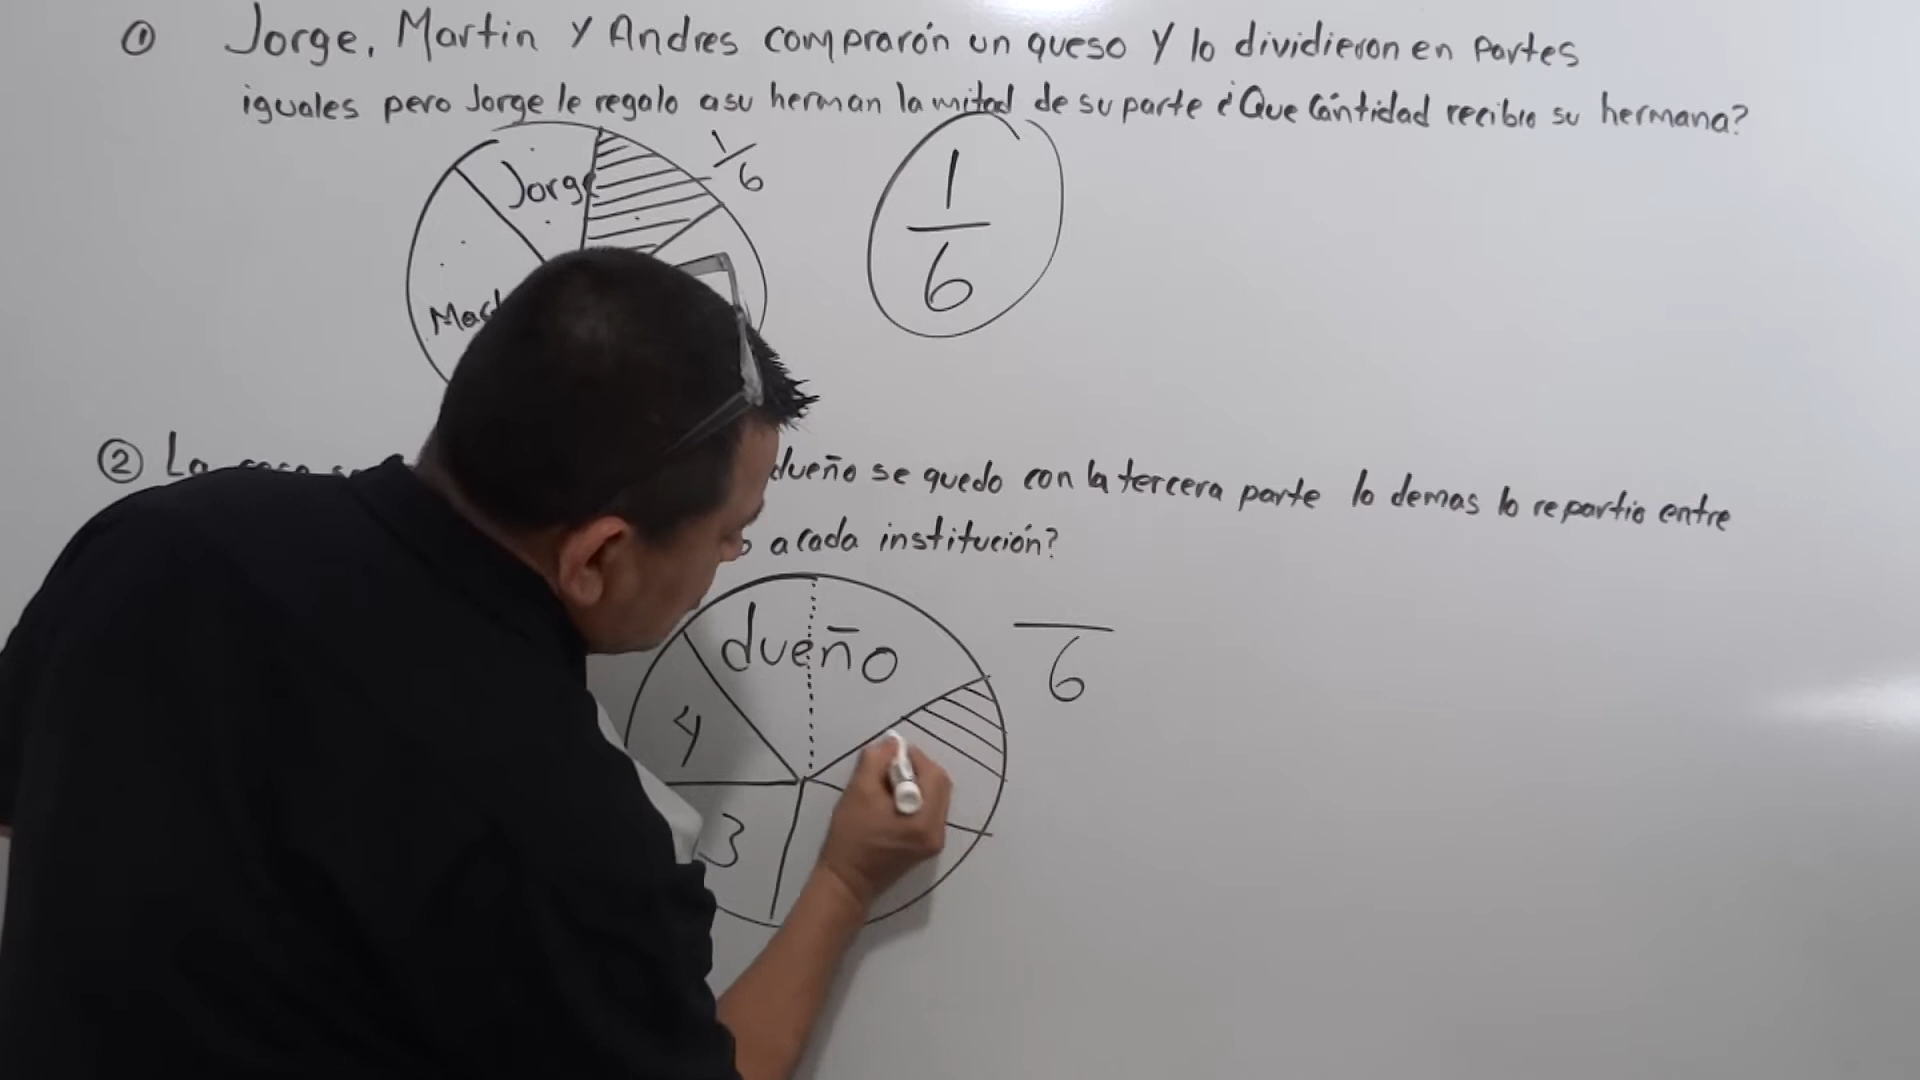 ① Jorge, Martin y Andres comprarón un queso y lo dividieron en partes
iguales pero Jorge le regalo a su herman la mitad de su parte ¿Que Cántidad recibio su hermana?
Jorge
1/6
1/6
② La dueño se quedo con la tercera parte lo demas lo repartio entre
a cada institución?
dueño
6
4
3